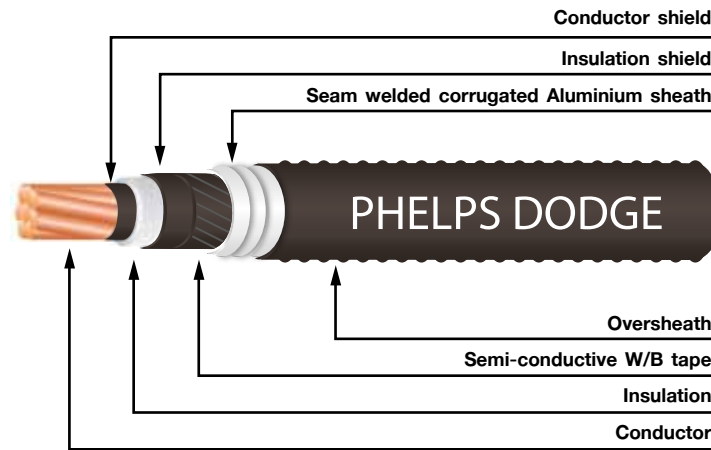 Conductor shield
Insulation shield
Seam welded corrugated Aluminium sheath
PHELPS DODGE
Oversheath
Semi-conductive W/B tape
Insulation
Conductor